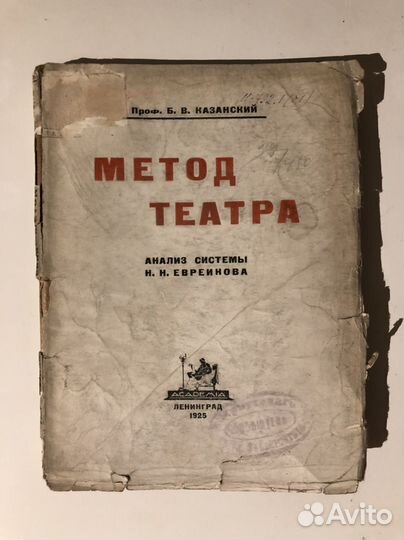 Проф. Б. В. КАЗАНСКИЙ
МЕТОД
ТЕАТРА
АНАЛИЗ СИСТЕМЫ
Н. Н. ЕВРЕИНОВА
ACADEMIA
ЛЕНИНГРАД
1925
Avito